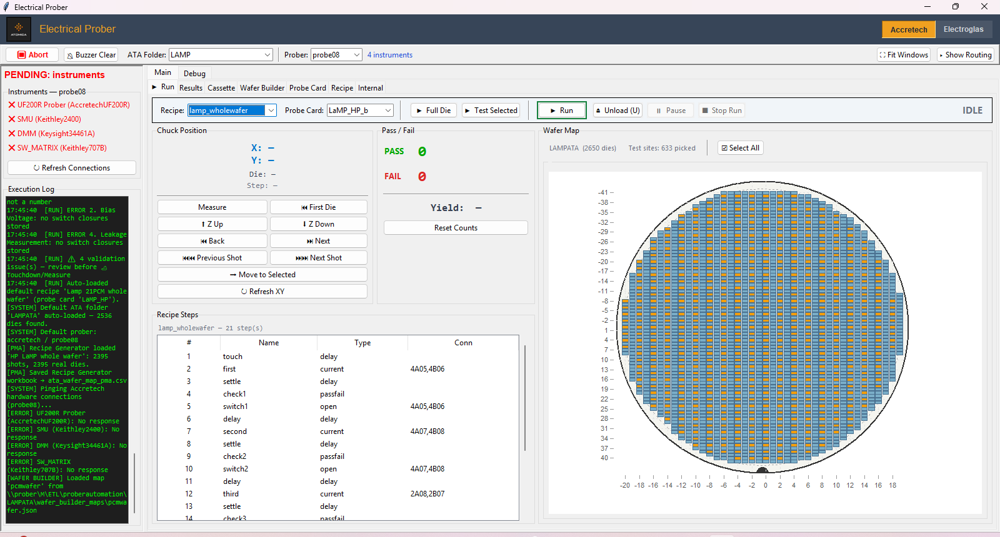 Electrical Prober
ATOMICA
Electrical Prober
Accretech
Electroglas
Abort
Buzzer Clear
ATA Folder:
LAMP
Prober:
probe08
4 instruments
Fit Windows
Show Routing
PENDING: instruments
Instruments — probe08
UF200R Prober (AccretechUF200R)
SMU (Keithley2400)
DMM (Keysight34461A)
SW_MATRIX (Keithley707B)
Refresh Connections
Execution Log
not a number
17:45:40 [RUN] ERROR 2. Bias
Voltage: no switch closures
stored
17:45:40 [RUN] ERROR 4. Leakage
Measurement: no switch closures
stored
17:45:40 [RUN] ⚠ 4 validation
issue(s) — review before
Touchdown/Measure
17:45:40 [RUN] Auto-loaded
default recipe 'Lamp 21PCM whole
wafer' (probe card 'LaMP_HP').
[SYSTEM] Default ATA folder
'LAMPATA' auto-loaded — 2536
dies found.
[SYSTEM] Default prober:
accretech / probe08
[PMA] Recipe Generator loaded
'HP LaMP whole wafer': 2395
shots, 2395 real dies.
[PMA] Saved Recipe Generator
workbook → ata_wafer_map_pma.csv
[SYSTEM] Pinging Accretech
hardware connections
(probe08)...
[ERROR] UF200R Prober
(AccretechUF200R): No response
[ERROR] SMU (Keithley2400): No
response
[ERROR] DMM (Keysight34461A): No
response
[ERROR] SW_MATRIX
(Keithley707B): No response
[WAFER BUILDER] Loaded map
'pcmwafer' from
\\prober\M\ETL\proberautomation\
LAMPATA\wafer_builder_maps\pcmwa
fer.json
Main
Debug
Run
Results
Cassette
Wafer Builder
Probe Card
Recipe
Internal
Recipe:
lamp_wholewafer
Probe Card:
LaMP_HP_b
Full Die
Test Selected
Run
Unload (U)
Pause
Stop Run
IDLE
Chuck Position
X: —
Y: —
Die: —
Step: —
Measure
First Die
Z Up
Z Down
Back
Next
Previous Shot
Next Shot
Move to Selected
Refresh XY
Pass / Fail
PASS 0
FAIL 0
Yield: —
Reset Counts
Recipe Steps
lamp_wholewafer — 21 step(s)
# Name Type Conn
1 touch delay
2 first current 4A05,4B06
3 settle delay
4 check1 passfail
5 switch1 open 4A05,4B06
6 delay delay
7 second current 4A07,4B08
8 settle delay
9 check2 passfail
10 switch2 open 4A07,4B08
11 delay delay
12 third current 2A08,2B07
13 settle delay
14 check3 passfail
Wafer Map
LAMPATA (2650 dies)
Test sites: 633 picked
Select All
-41
-38
-35
-32
-29
-26
-23
-20
-17
-14
-11
-8
-5
-2
1
4
7
10
13
16
19
22
25
28
31
34
37
40
-20 -18 -16 -14 -12 -10 -8 -6 -4 -2 0 2 4 6 8 10 12 14 16 18